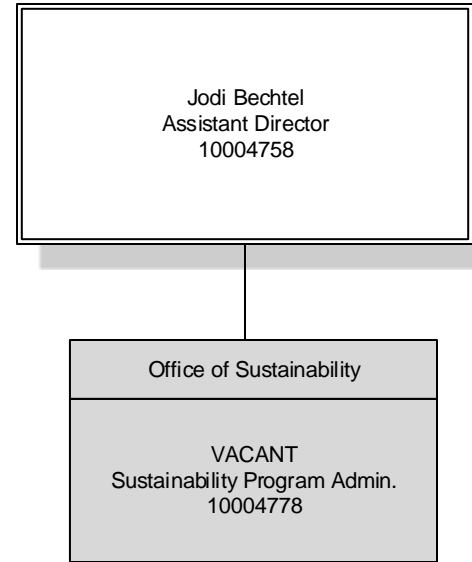 Jodi Bechtel
Assistant Director
10004758
Office of Sustainability
VACANT
Sustainability Program Admin.
10004778